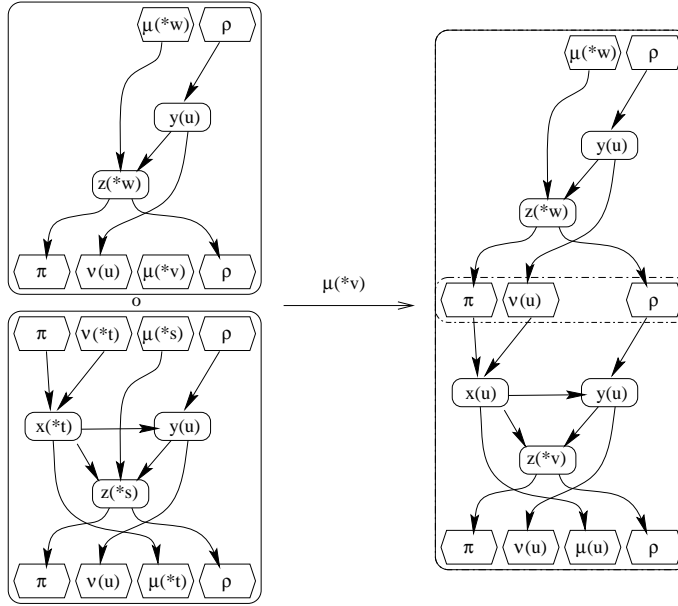 μ(*w) ρ
y(u)
z(*w)
π ν(u) μ(*v) ρ
o
π ν(*t) μ(*s) ρ
x(*t) y(u)
z(*s)
π ν(u) μ(*t) ρ
μ(*v)
μ(*w) ρ
y(u)
z(*w)
π ν(u) ρ
x(u) y(u)
z(*v)
π ν(u) μ(u) ρ